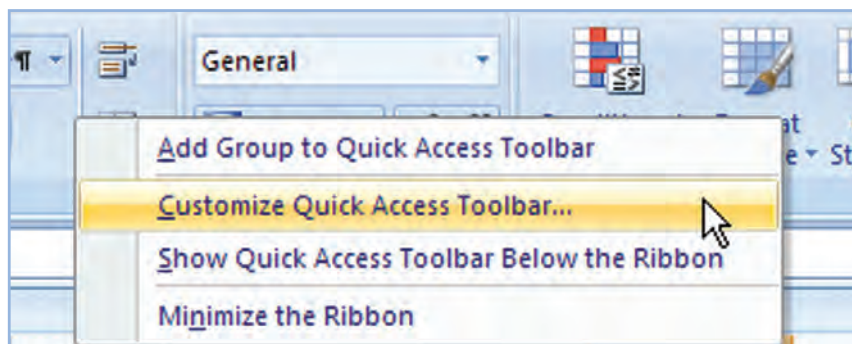 ¶
General
Add Group to Quick Access Toolbar
Customize Quick Access Toolbar...
Show Quick Access Toolbar Below the Ribbon
Minimize the Ribbon